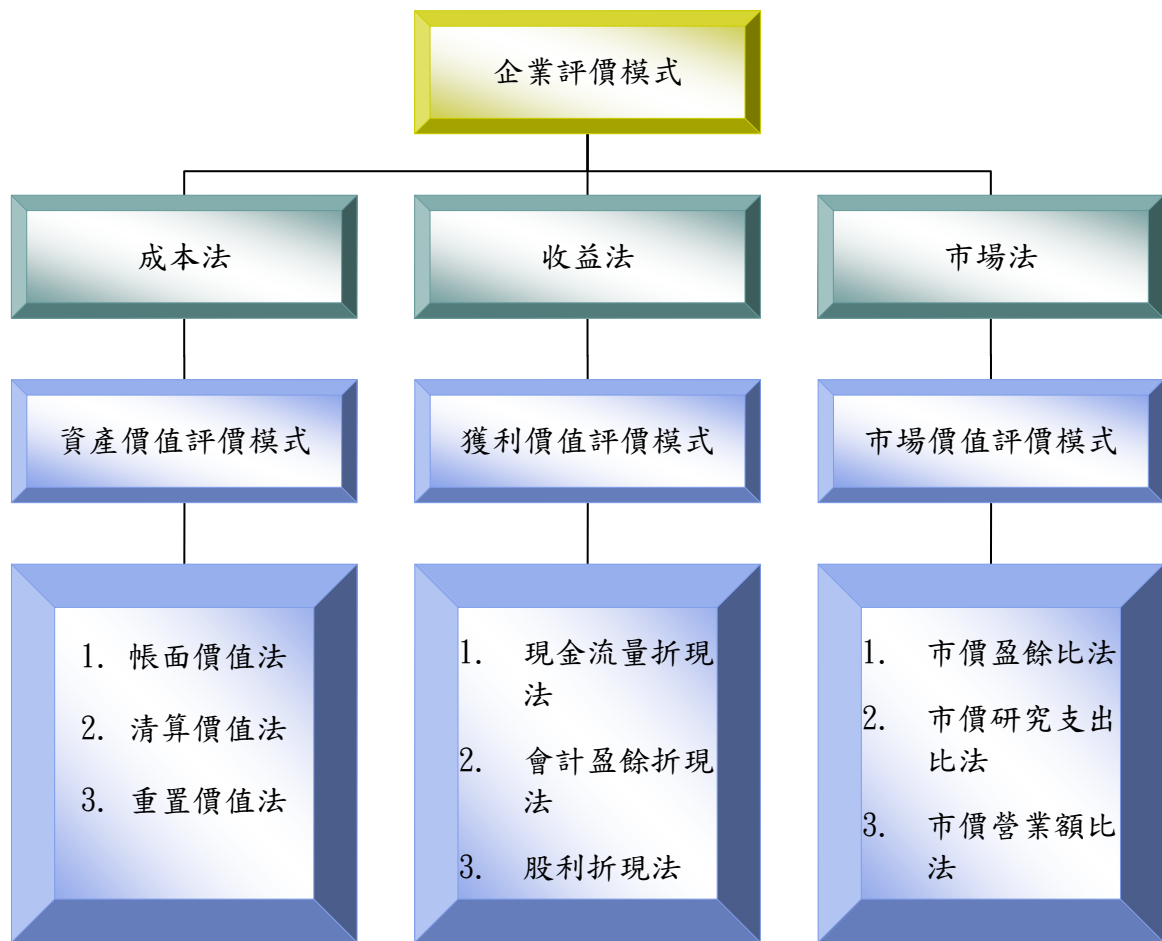 企業評價模式
成本法
收益法
市場法
資產價值評價模式
獲利價值評價模式
市場價值評價模式
1. 帳面價值法
2. 清算價值法
3. 重置價值法
1. 現金流量折現
法
2. 會計盈餘折現
法
3. 股利折現法
1. 市價盈餘比法
2. 市價研究支出
比法
3. 市價營業額比
法